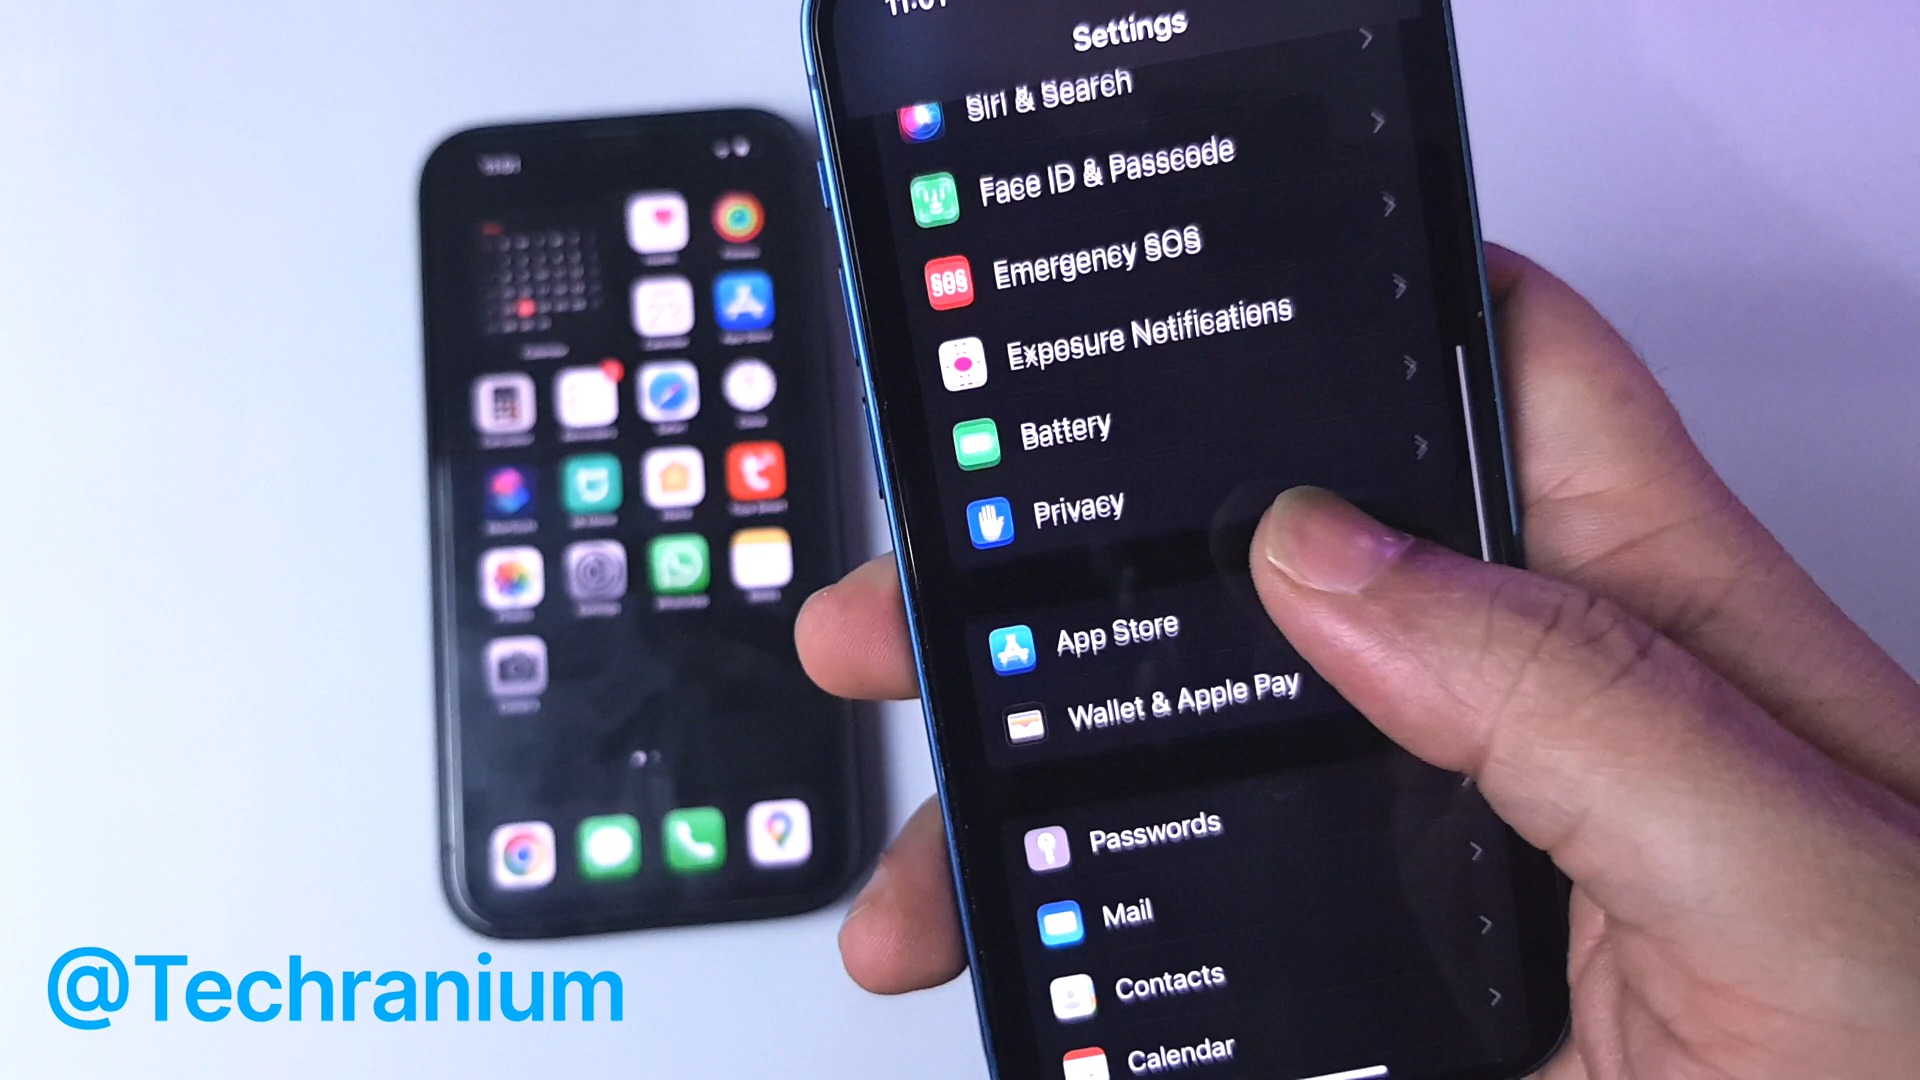 Settings
Siri & Search
Face ID & Passcode
SOS
Emergency SOS
Exposure Notifications
Battery
Privacy
App Store
Wallet & Apple Pay
Passwords
Mail
Contacts
Calendar
@Techranium